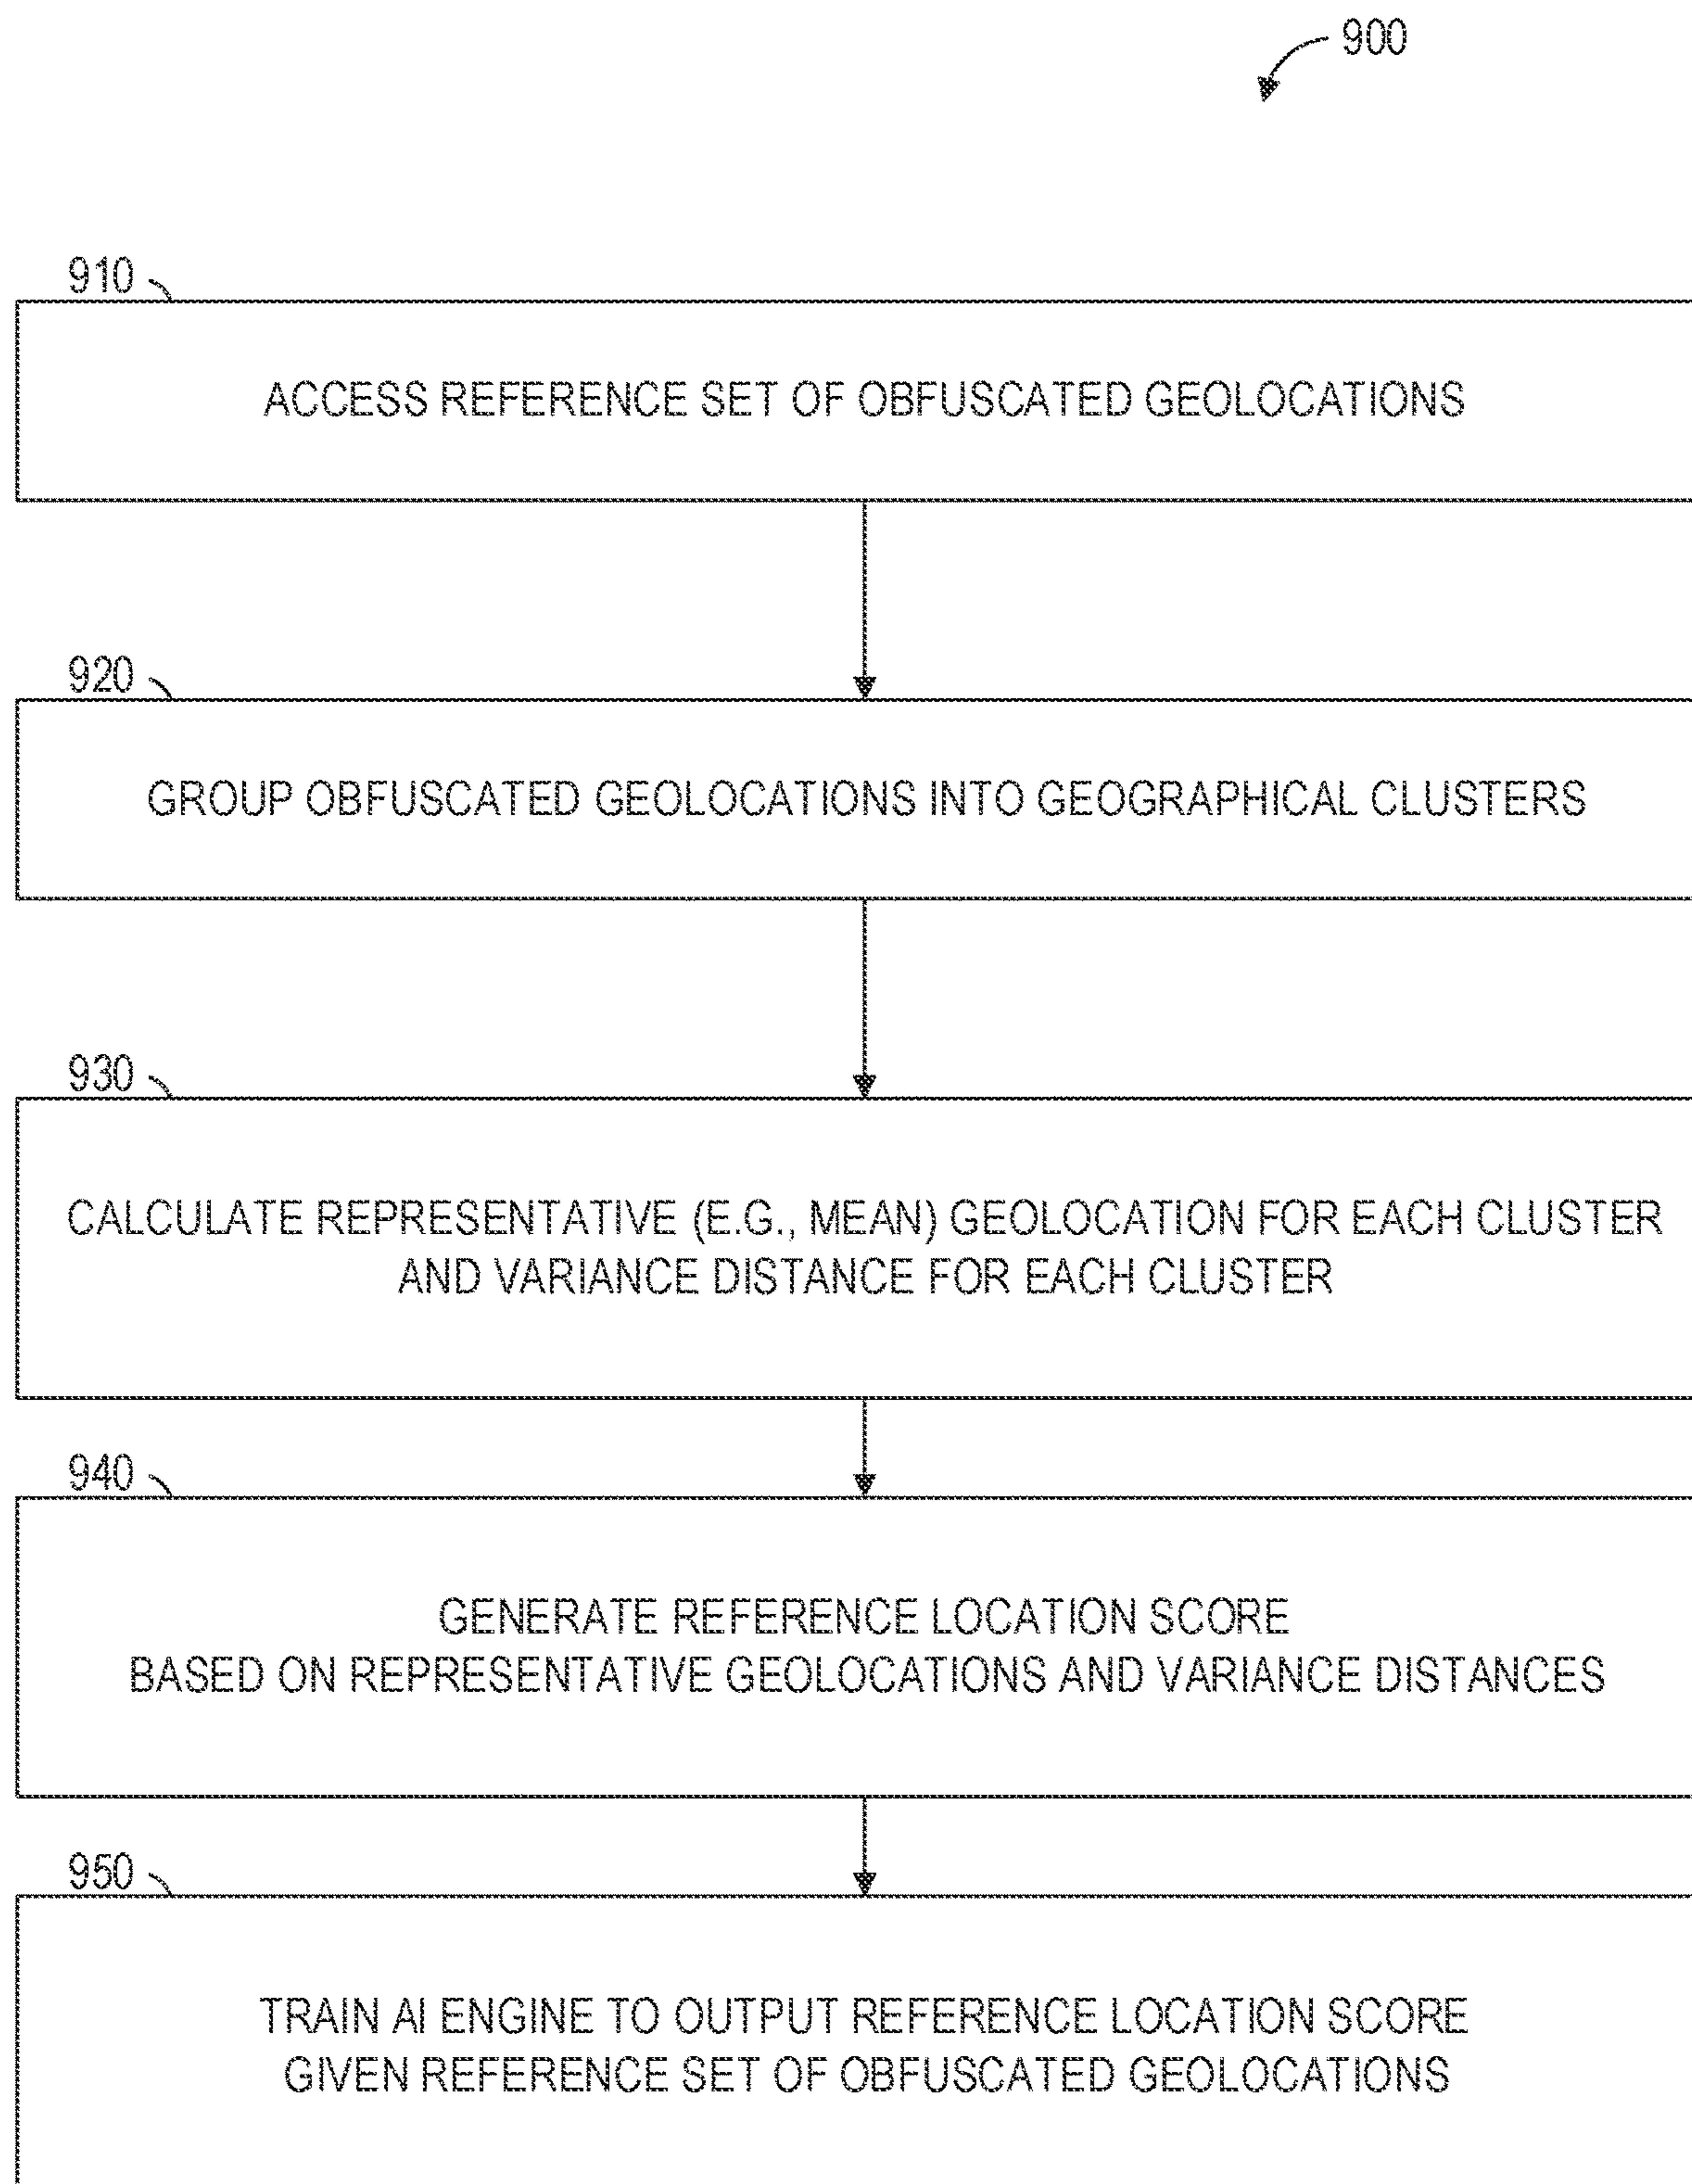 900
910
ACCESS REFERENCE SET OF OBFUSCATED GEOLOCATIONS
920
GROUP OBFUSCATED GEOLOCATIONS INTO GEOGRAPHICAL CLUSTERS
930
CALCULATE REPRESENTATIVE (E.G., MEAN) GEOLOCATION FOR EACH CLUSTER
AND VARIANCE DISTANCE FOR EACH CLUSTER
940
GENERATE REFERENCE LOCATION SCORE
BASED ON REPRESENTATIVE GEOLOCATIONS AND VARIANCE DISTANCES
950
TRAIN AI ENGINE TO OUTPUT REFERENCE LOCATION SCORE
GIVEN REFERENCE SET OF OBFUSCATED GEOLOCATIONS